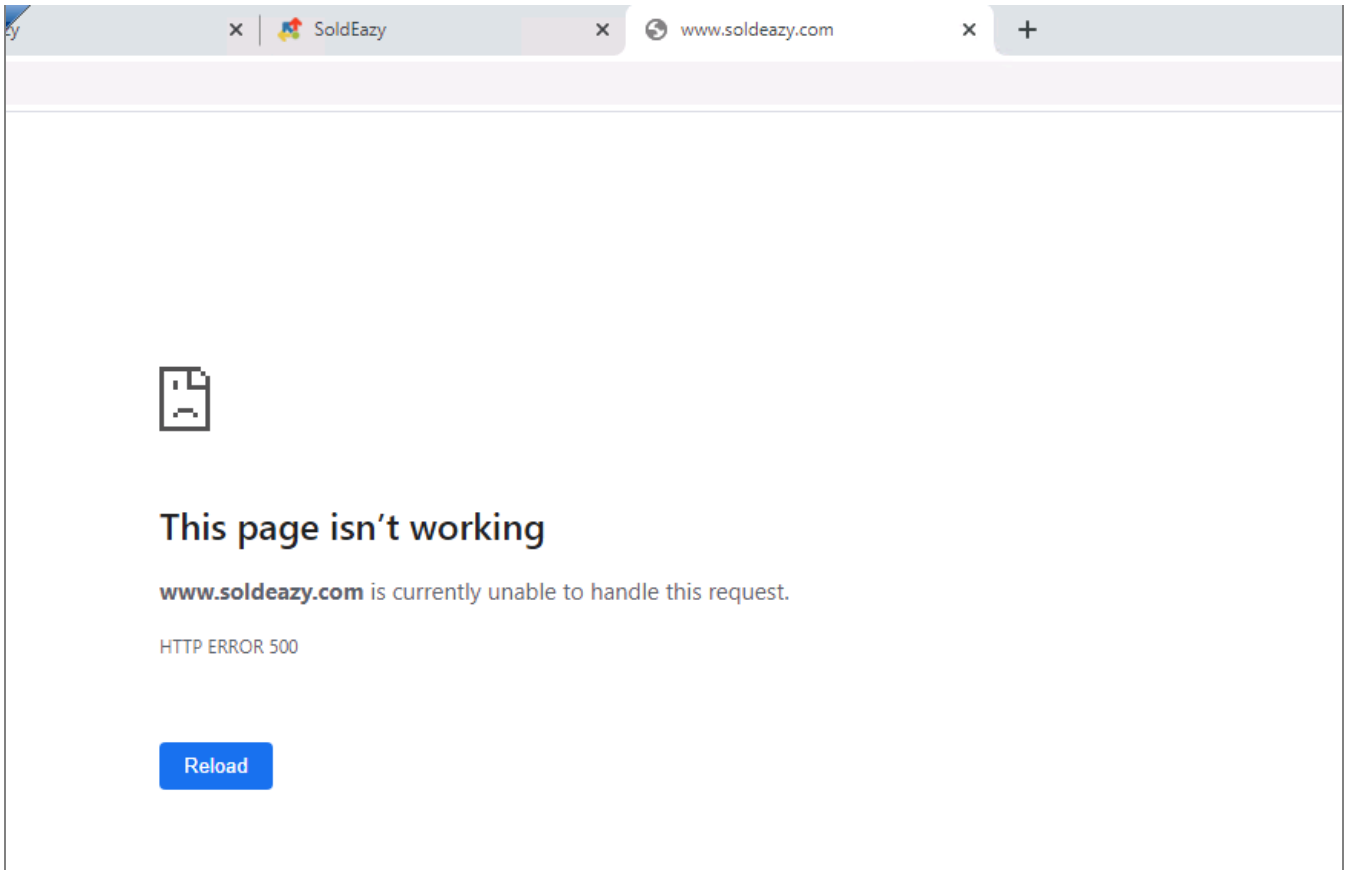 zy SoldEazy www.soldeazy.com
This page isn’t working
www.soldeazy.com is currently unable to handle this request.
HTTP ERROR 500
Reload